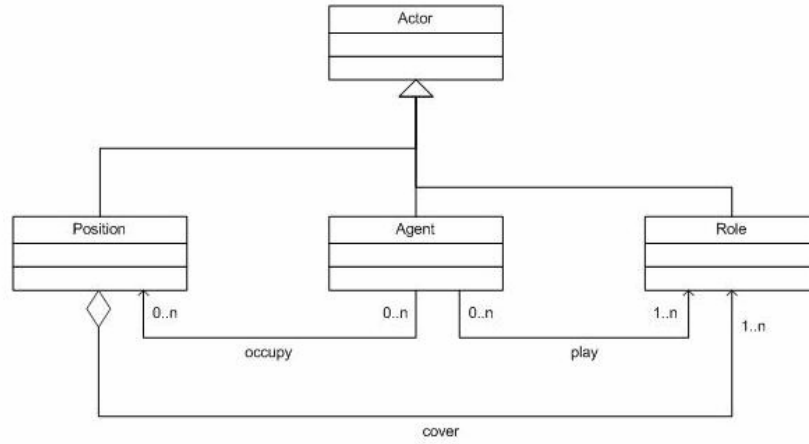 Actor
Position
Agent
Role
0..n
0..n
0..n
1..n
1..n
occupy
play
cover